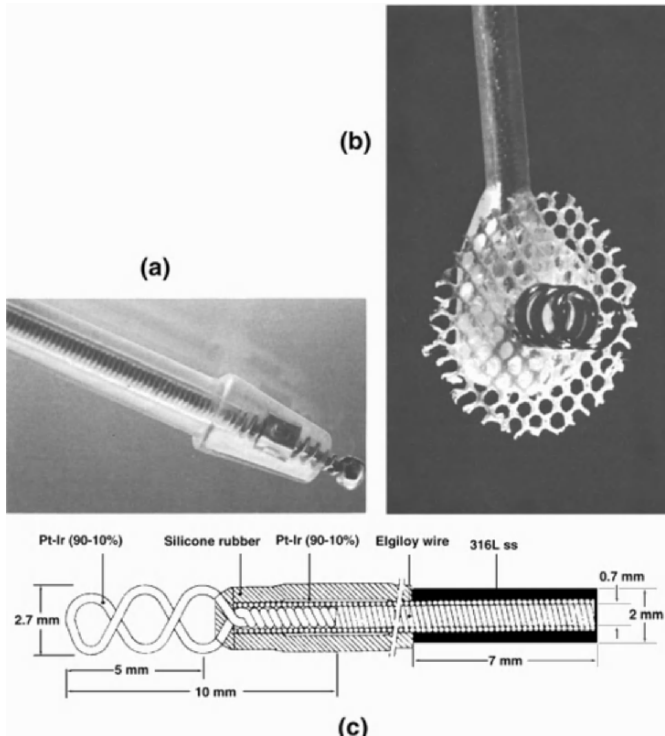 (b)
(a)
Pt-Ir (90-10%) Silicone rubber Pt-Ir (90-10%) Elgiloy wire 316L ss
0.7 mm
2.7 mm
2 mm
5 mm
7 mm
10 mm
(c)